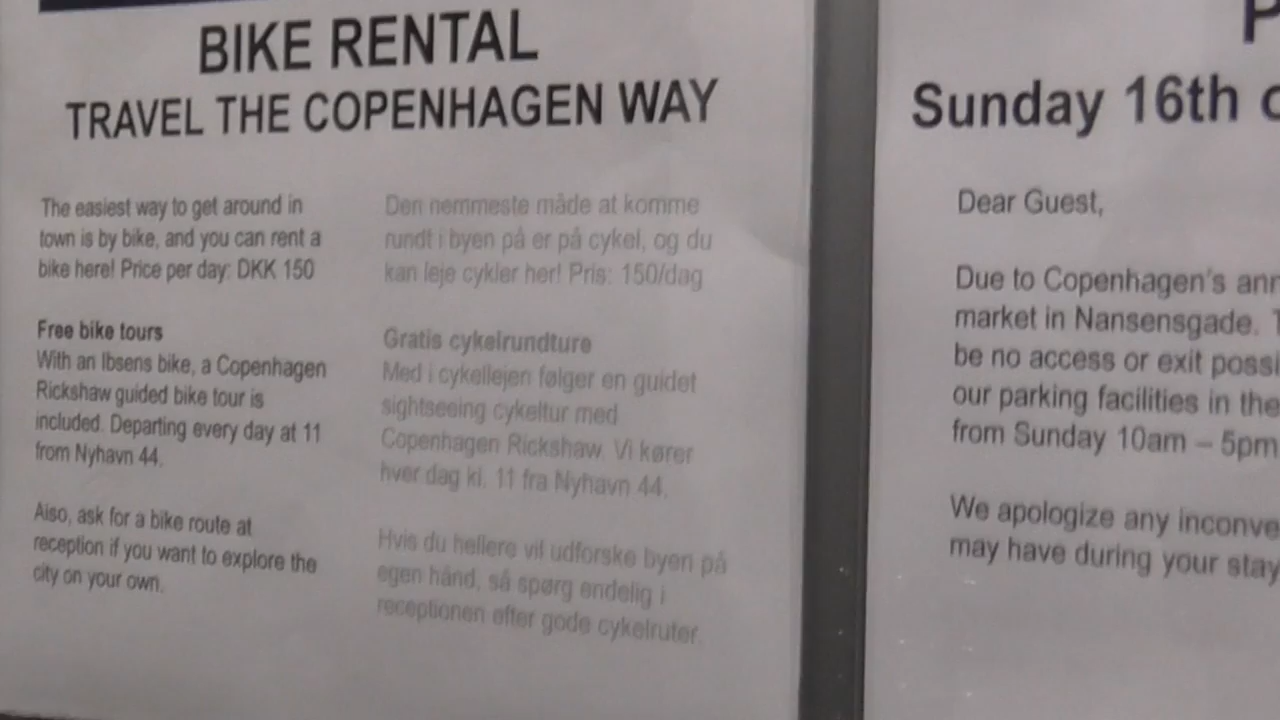 BIKE RENTAL
TRAVEL THE COPENHAGEN WAY
The easiest way to get around in
town is by bike, and you can rent a
bike here! Price per day: DKK 150
Free bike tours
With an Ibsens bike, a Copenhagen
Rickshaw guided bike tour is
included. Departing every day at 11
from Nyhavn 44.
Also, ask for a bike route at
reception if you want to explore the
city on your own.
Den nemmeste måde at komme
rundt i byen på er på cykel, og du
kan leje cykler her! Pris: 150/dag
Gratis cykelrundture
Med i cykellejen følger en guidet
sightseeing cykeltur med
Copenhagen Rickshaw. Vi kører
hver dag kl. 11 fra Nyhavn 44.
Hvis du hellere vil udforske byen på
egen hånd, så spørg endelig i
receptionen efter gode cykelruter.
Sunday 16th
Dear Guest,
Due to Copenhagen's
market in Nansensgade.
be no access or exit
our parking facilities in the
from Sunday 10am – 5pm
We apologize any
may have during your stay